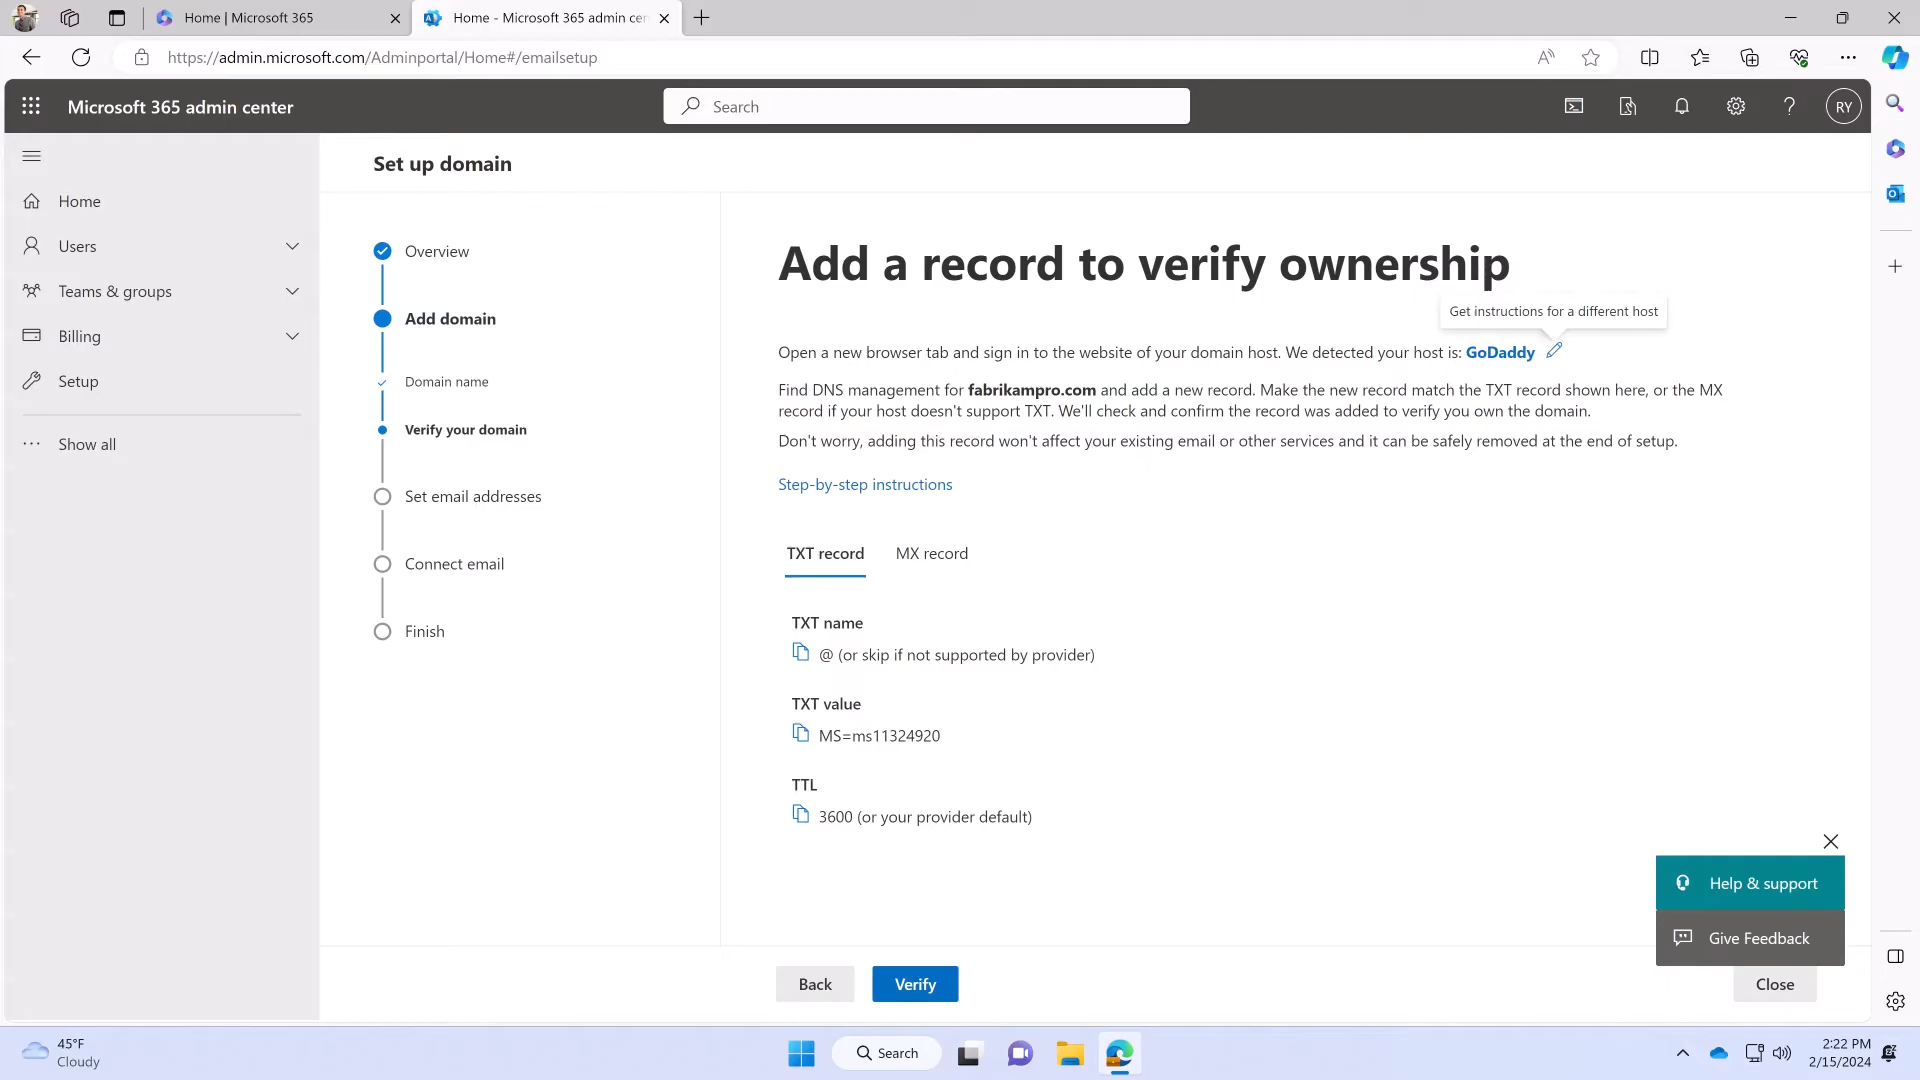 Home | Microsoft 365
Home - Microsoft 365 admin cen
https://admin.microsoft.com/Adminportal/Home#/emailsetup
Microsoft 365 admin center
Search
RY
Home
Users
Teams & groups
Billing
Setup
Show all
Set up domain
Overview
Add domain
Domain name
Verify your domain
Set email addresses
Connect email
Finish
Add a record to verify ownership
Get instructions for a different host
Open a new browser tab and sign in to the website of your domain host. We detected your host is: GoDaddy
Find DNS management for fabrikampro.com and add a new record. Make the new record match the TXT record shown here, or the MX
record if your host doesn't support TXT. We'll check and confirm the record was added to verify you own the domain.
Don't worry, adding this record won't affect your existing email or other services and it can be safely removed at the end of setup.
Step-by-step instructions
TXT record MX record
TXT name
@ (or skip if not supported by provider)
TXT value
MS=ms11324920
TTL
3600 (or your provider default)
Help & support
Give Feedback
Back
Verify
Close
45°F
Cloudy
Search
2:22 PM
2/15/2024